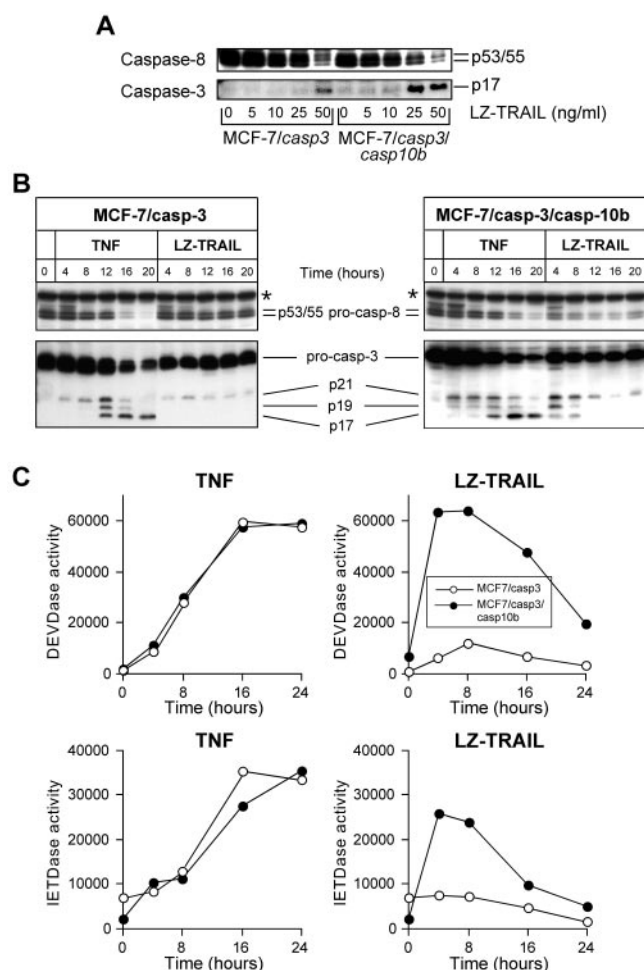 A
Caspase-8
p53/55
Caspase-3
p17
0 5 10 25 50 0 5 10 25 50 LZ-TRAIL (ng/ml)
MCF-7/casp3 MCF-7/casp3/
casp10b
B
MCF-7/casp-3 MCF-7/casp-3/casp-10b
TNF LZ-TRAIL TNF LZ-TRAIL
0 4 8 12 16 20 4 8 12 16 20 Time (hours) 0 4 8 12 16 20 4 8 12 16 20
*
*
p53/55 pro-casp-8
pro-casp-3
p21
p19
p17
C
TNF LZ-TRAIL
DEVDase activity
60000
40000
20000
0
0 8 16 24
Time (hours)
DEVDase activity
60000
40000
20000
0
MCF7/casp3
MCF7/casp3/
casp10b
0 8 16 24
Time (hours)
TNF LZ-TRAIL
IETDase activity
40000
30000
20000
10000
0
0 8 16 24
Time (hours)
IETDase activity
40000
30000
20000
10000
0
0 8 16 24
Time (hours)